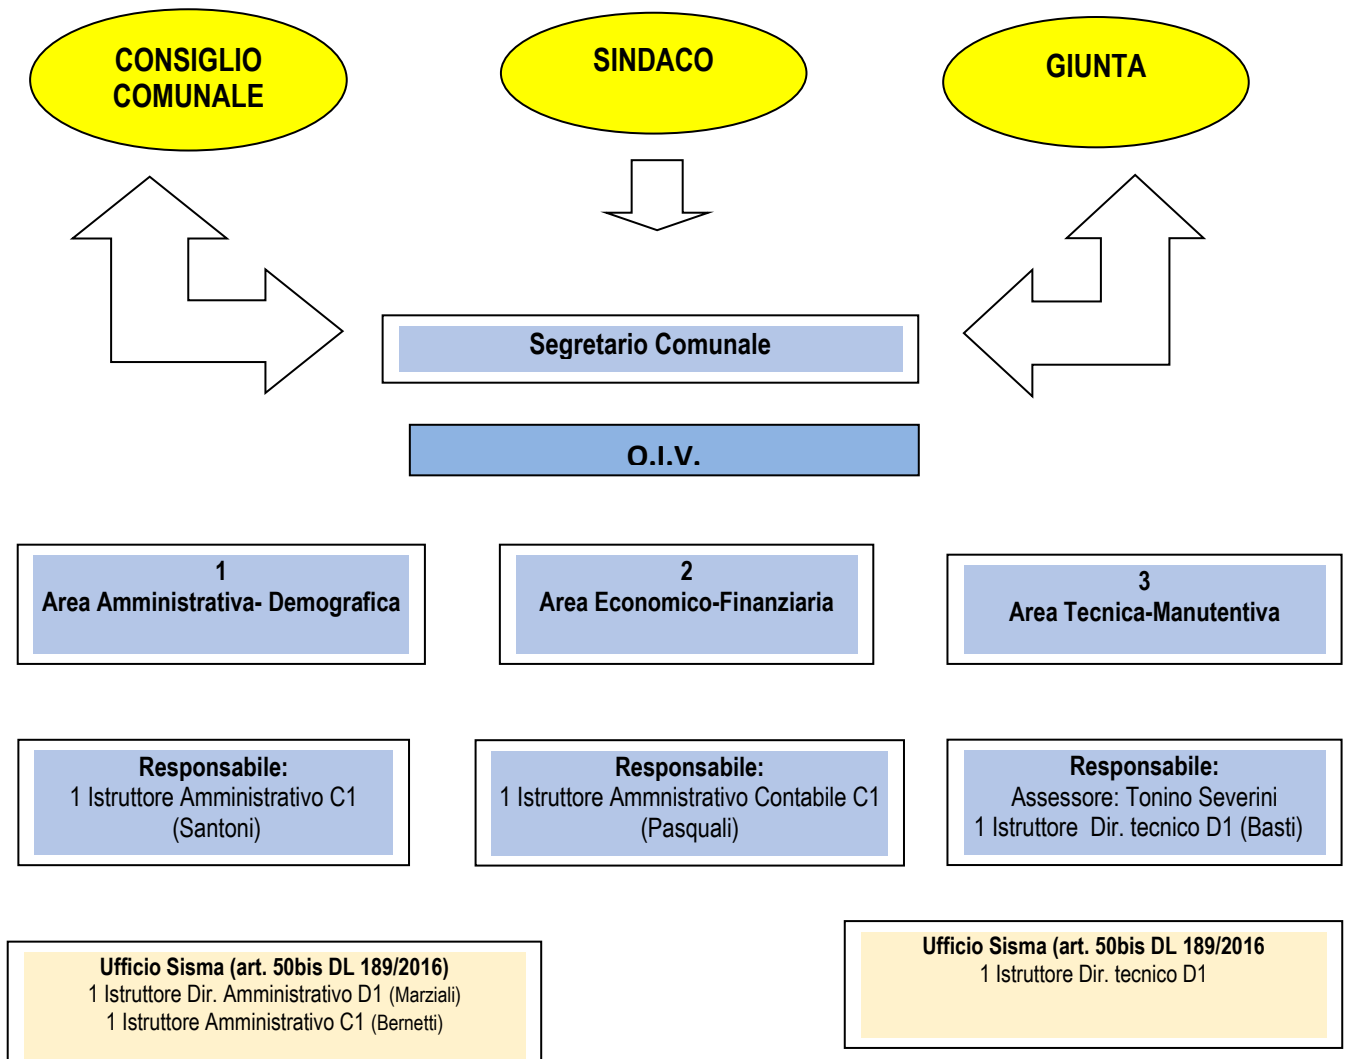 CONSIGLIO
COMUNALE
SINDACO
GIUNTA
Segretario Comunale
O.I.V.
1
Area Amministrativa- Demografica
2
Area Economico-Finanziaria
3
Area Tecnica-Manutentiva
Responsabile:
1 Istruttore Amministrativo C1
(Santoni)
Responsabile:
1 Istruttore Ammnistrativo Contabile C1
(Pasquali)
Responsabile:
Assessore: Tonino Severini
1 Istruttore Dir. tecnico D1 (Basti)
Ufficio Sisma (art. 50bis DL 189/2016)
1 Istruttore Dir. Amministrativo D1 (Marziali)
1 Istruttore Amministrativo C1 (Bernetti)
Ufficio Sisma (art. 50bis DL 189/2016
1 Istruttore Dir. tecnico D1